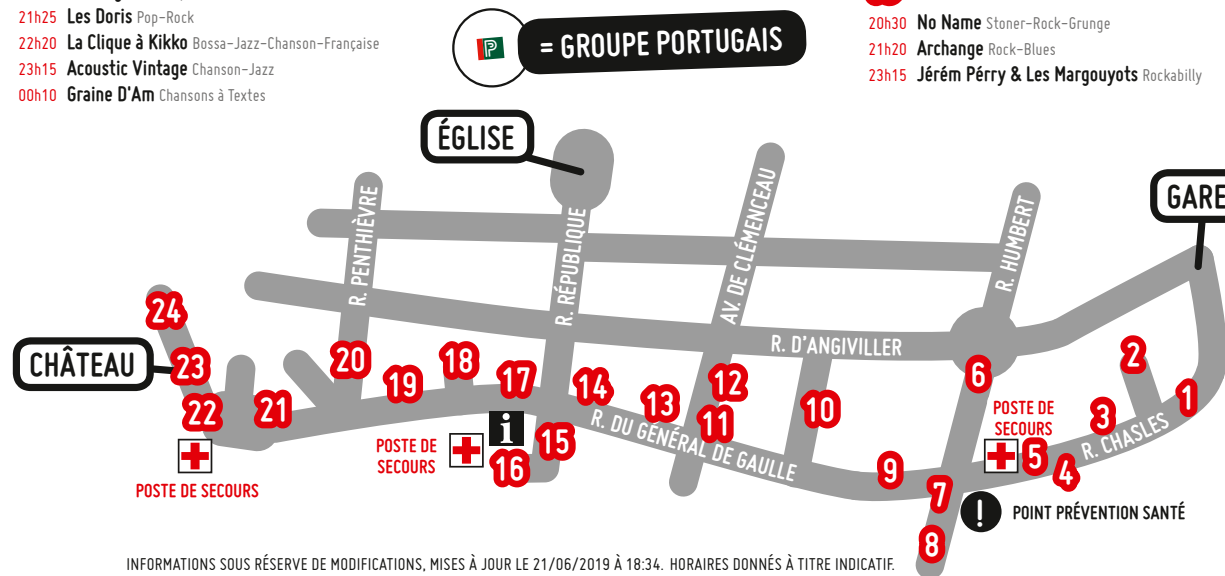 21h25 Les Doris Pop-Rock
22h20 La Clique à Kikko Bossa-Jazz-Chanson-Française
23h15 Acoustic Vintage Chanson-Jazz
00h10 Graine D'Am Chansons à Textes
P
= GROUPE PORTUGAIS
20h30 No Name Stoner-Rock-Grunge
21h20 Archange Rock-Blues
23h15 Jérém Pérry & Les Margouyots Rockabilly
ÉGLISE
GARE
CHÂTEAU
R. PENTHIÈVRE
R. RÉPUBLIQUE
AV. DE CLÉMENCEAU
R. HUMBERT
R. D'ANGIVILLER
R. DU GÉNÉRAL DE GAULLE
R. CHASLES
24
23
22
21
20
19
18
17
16
15
14
13
12
11
10
9
8
7
6
5
4
3
2
1
i
POSTE DE SECOURS
POSTE DE
SECOURS
POSTE DE
SECOURS
! POINT PRÉVENTION SANTÉ
INFORMATIONS SOUS RÉSERVE DE MODIFICATIONS, MISES À JOUR LE 21/06/2019 À 18:34. HORAIRES DONNÉS À TITRE INDICATIF.